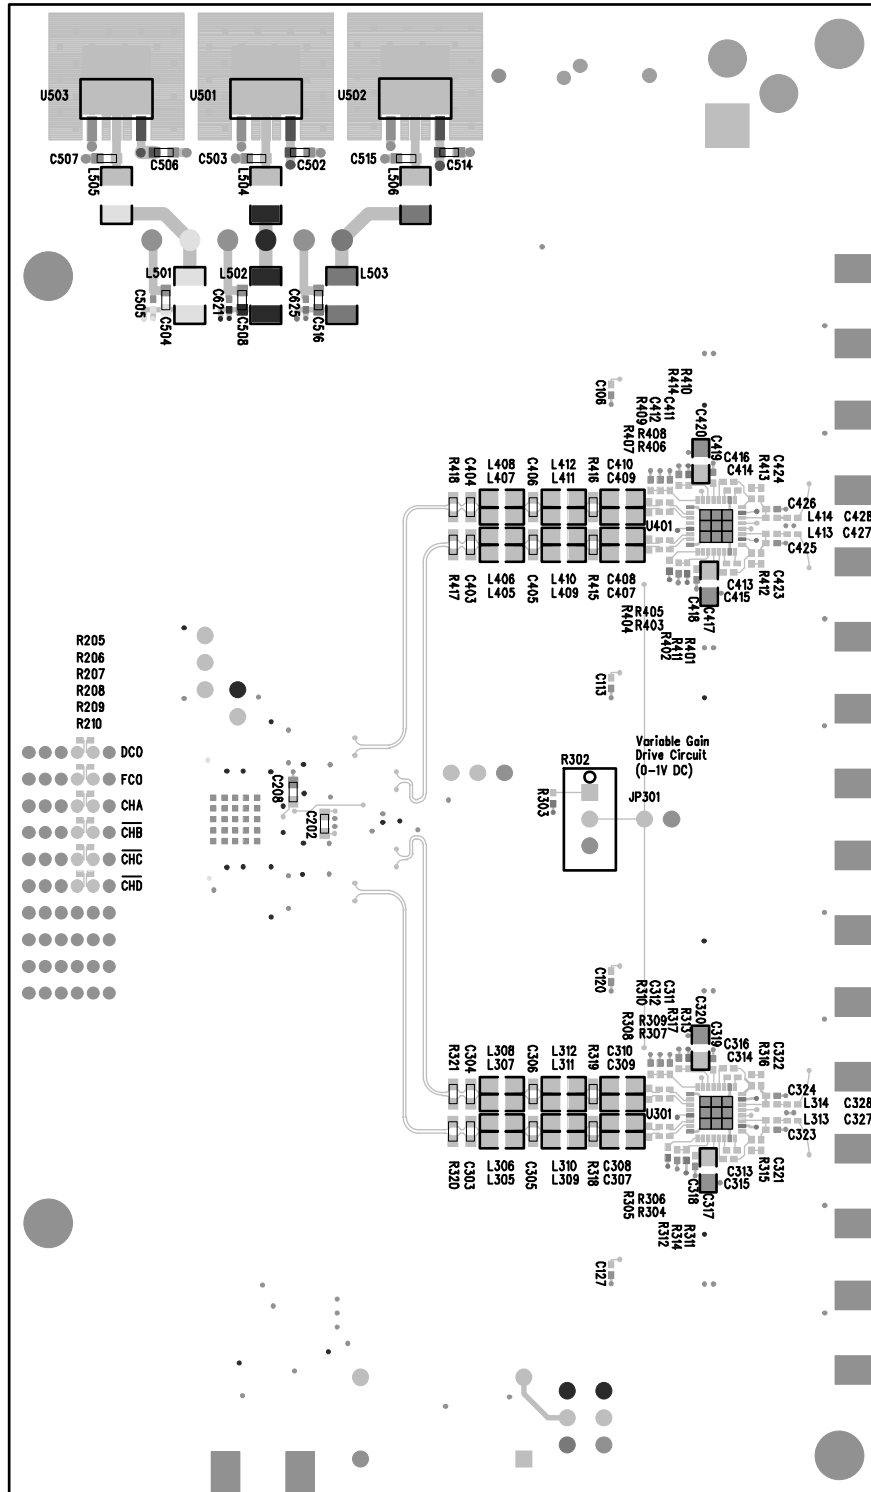 U503
U501
U502
C507
C506
C503
C502
C515
C514
L505
L504
L506
L501
L502
L503
C505
C504
C621
C508
C625
C516
C106
R410
R414
C411
C412
R409
R408
R407
R406
C420
C419
C416
C414
R413
C424
R418
C404
L408
L407
C406
L412
L411
R416
C410
C409
C426
L414
C428
U401
L413
C427
C425
R417
C403
L406
L405
C405
L410
L409
R415
C408
C407
C413
C415
R412
C423
C418
C417
R405
R403
R404
R402
R411
R401
C113
R205
R206
R207
R208
R209
R210
DCO
FCO
CHA
CHB
CHC
CHD
C208
C202
Variable Gain
Drive Circuit
(0-1V DC)
R302
JP301
R303
C120
R310
C312
C311
R317
R313
R309
R308
R307
C320
C319
C316
C314
R316
C322
R321
C304
L308
L307
C306
L312
L311
R319
C310
C309
C324
L314
C328
U301
L313
C327
C323
R320
C303
L306
L305
C305
L310
L309
R318
C308
C307
C313
C315
R315
C321
C318
C317
R306
R305
R304
R312
R314
R311
C127